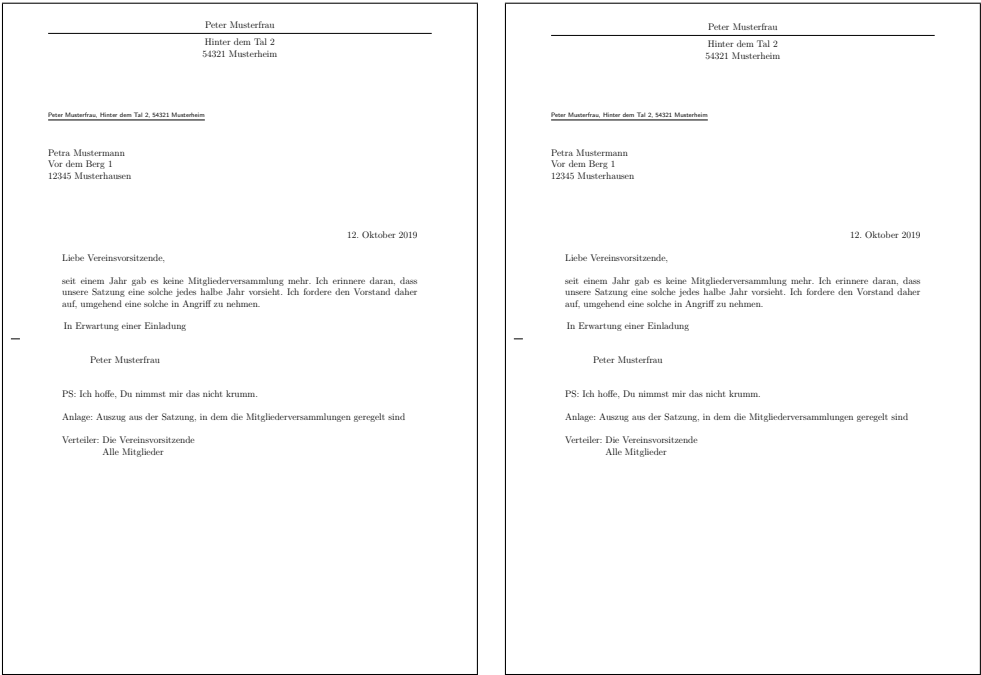 Peter Musterfrau
Hinter dem Tal 2
54321 Musterheim
Peter Musterfrau, Hinter dem Tal 2, 54321 Musterheim
Petra Mustermann
Vor dem Berg 1
12345 Musterhausen
12. Oktober 2019
Liebe Vereinsvorsitzende,
seit einem Jahr gab es keine Mitgliederversammlung mehr. Ich erinnere daran, dass
unsere Satzung eine solche jedes halbe Jahr vorsieht. Ich fordere den Vorstand daher
auf, umgehend eine solche in Angriff zu nehmen.
In Erwartung einer Einladung
Peter Musterfrau
PS: Ich hoffe, Du nimmst mir das nicht krumm.
Anlage: Auszug aus der Satzung, in dem die Mitgliederversammlungen geregelt sind
Verteiler: Die Vereinsvorsitzende
Alle Mitglieder
Peter Musterfrau
Hinter dem Tal 2
54321 Musterheim
Peter Musterfrau, Hinter dem Tal 2, 54321 Musterheim
Petra Mustermann
Vor dem Berg 1
12345 Musterhausen
12. Oktober 2019
Liebe Vereinsvorsitzende,
seit einem Jahr gab es keine Mitgliederversammlung mehr. Ich erinnere daran, dass
unsere Satzung eine solche jedes halbe Jahr vorsieht. Ich fordere den Vorstand daher
auf, umgehend eine solche in Angriff zu nehmen.
In Erwartung einer Einladung
Peter Musterfrau
PS: Ich hoffe, Du nimmst mir das nicht krumm.
Anlage: Auszug aus der Satzung, in dem die Mitgliederversammlungen geregelt sind
Verteiler: Die Vereinsvorsitzende
Alle Mitglieder